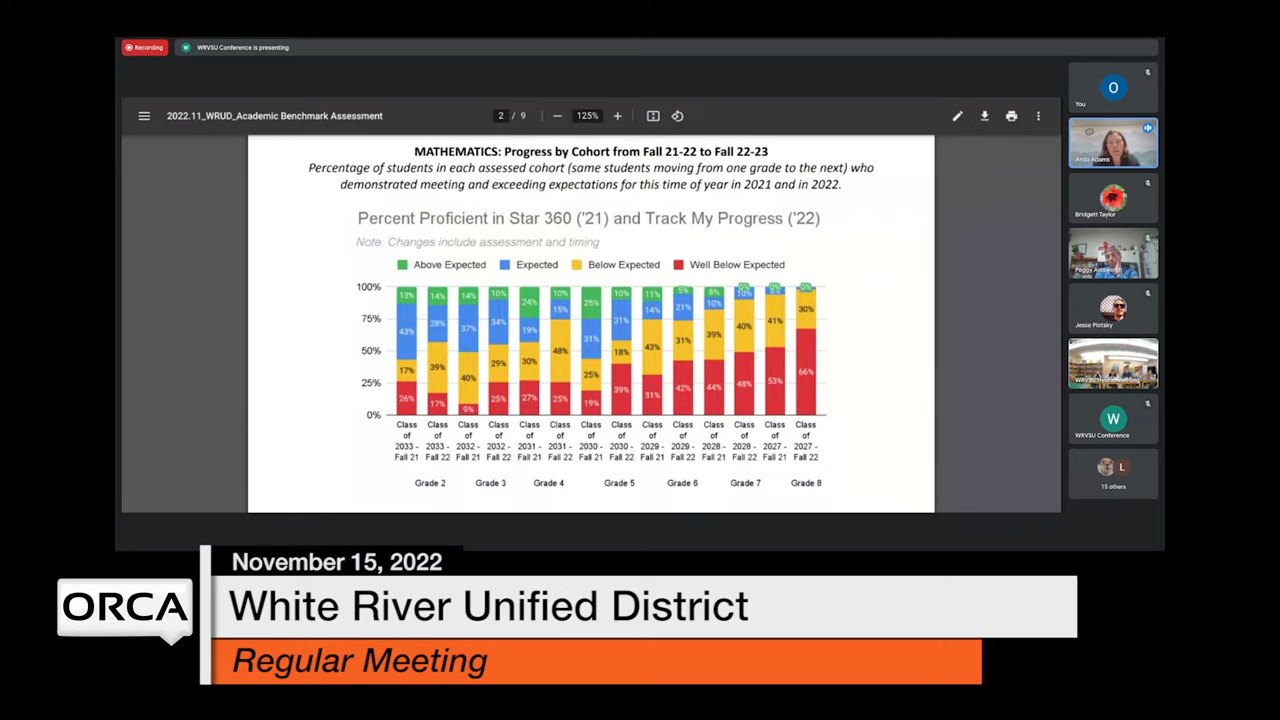 Recording
W
WRVSU Conference is presenting
2022.11_WRUD_Academic Benchmark Assessment
2 / 9
125%
MATHEMATICS: Progress by Cohort from Fall 21-22 to Fall 22-23
Percentage of students in each assessed cohort (same students moving from one grade to the next) who
demonstrated meeting and exceeding expectations for this time of year in 2021 and in 2022.
Percent Proficient in Star 360 ('21) and Track My Progress ('22)
Note: Changes include assessment and timing
Above Expected Expected Below Expected Well Below Expected
100%
75%
50%
25%
0%
13% 14% 14% 10% 24% 10% 25% 10% 11% 5% 8%
43% 28% 37% 34% 19% 15% 31% 31% 14% 21% 10% 10%
17% 39% 40% 29% 30% 48% 25% 18% 43% 31% 39% 40% 41% 30%
26% 17% 9% 25% 27% 25% 19% 39% 31% 42% 44% 48% 53% 66%
Class Class Class Class Class Class Class Class Class Class Class Class Class Class
of of of of of of of of of of of of of of
2033 - 2033 - 2032 - 2032 - 2031 - 2031 - 2030 - 2030 - 2029 - 2029 - 2028 - 2028 - 2027 - 2027 -
Fall 21 Fall 22 Fall 21 Fall 22 Fall 21 Fall 22 Fall 21 Fall 22 Fall 21 Fall 22 Fall 21 Fall 22 Fall 21 Fall 22
Grade 2 Grade 3 Grade 4 Grade 5 Grade 6 Grade 7 Grade 8
O
You
Anda Adams
Bridgett Taylor
Peggy Ainsworth
Jesse Plotsky
WRVSU Hybrid Meeting
W
WRVSU Conference
L
15 others
November 15, 2022
ORCA
White River Unified District
Regular Meeting